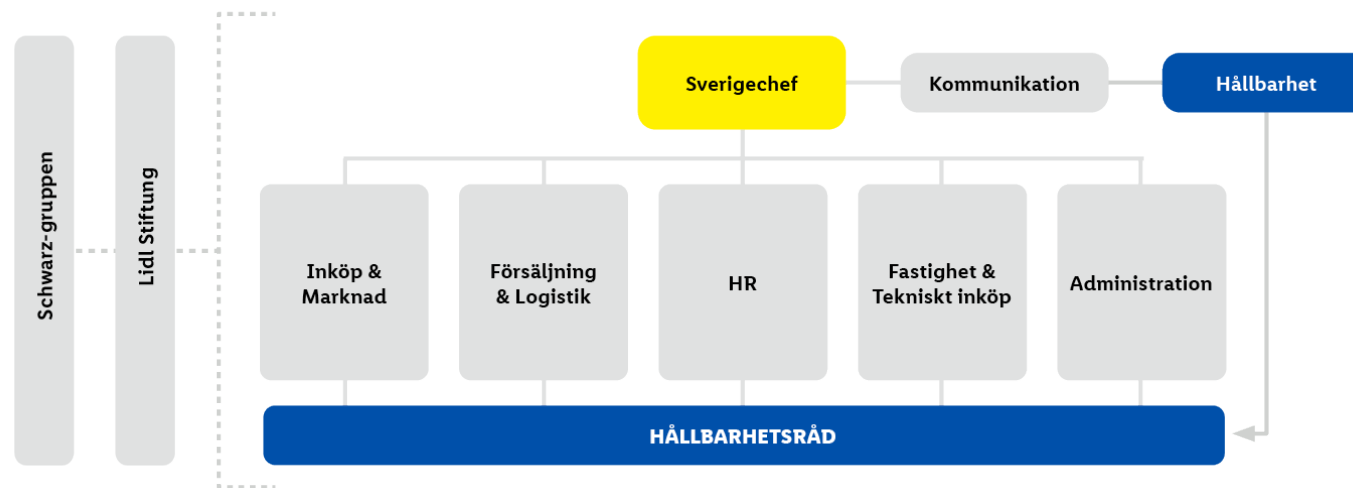 Schwarz-gruppen
Lidl Stiftung
Sverigechef
Kommunikation
Hållbarhet
Inköp &
Marknad
Försäljning
& Logistik
HR
Fastighet &
Tekniskt inköp
Administration
HÅLLBARHETSRÅD